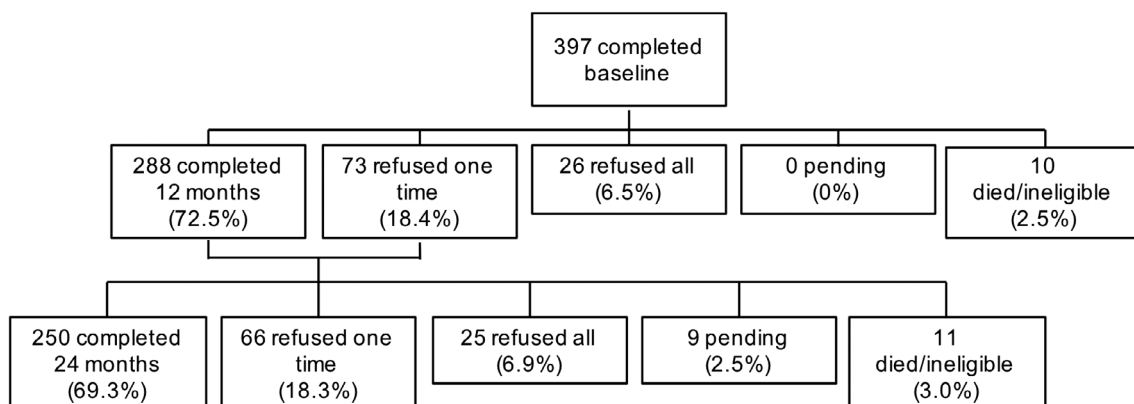 397 completed
baseline
288 completed
12 months
(72.5%)
73 refused one
time
(18.4%)
26 refused all
(6.5%)
0 pending
(0%)
10
died/ineligible
(2.5%)
250 completed
24 months
(69.3%)
66 refused one
time
(18.3%)
25 refused all
(6.9%)
9 pending
(2.5%)
11
died/ineligible
(3.0%)